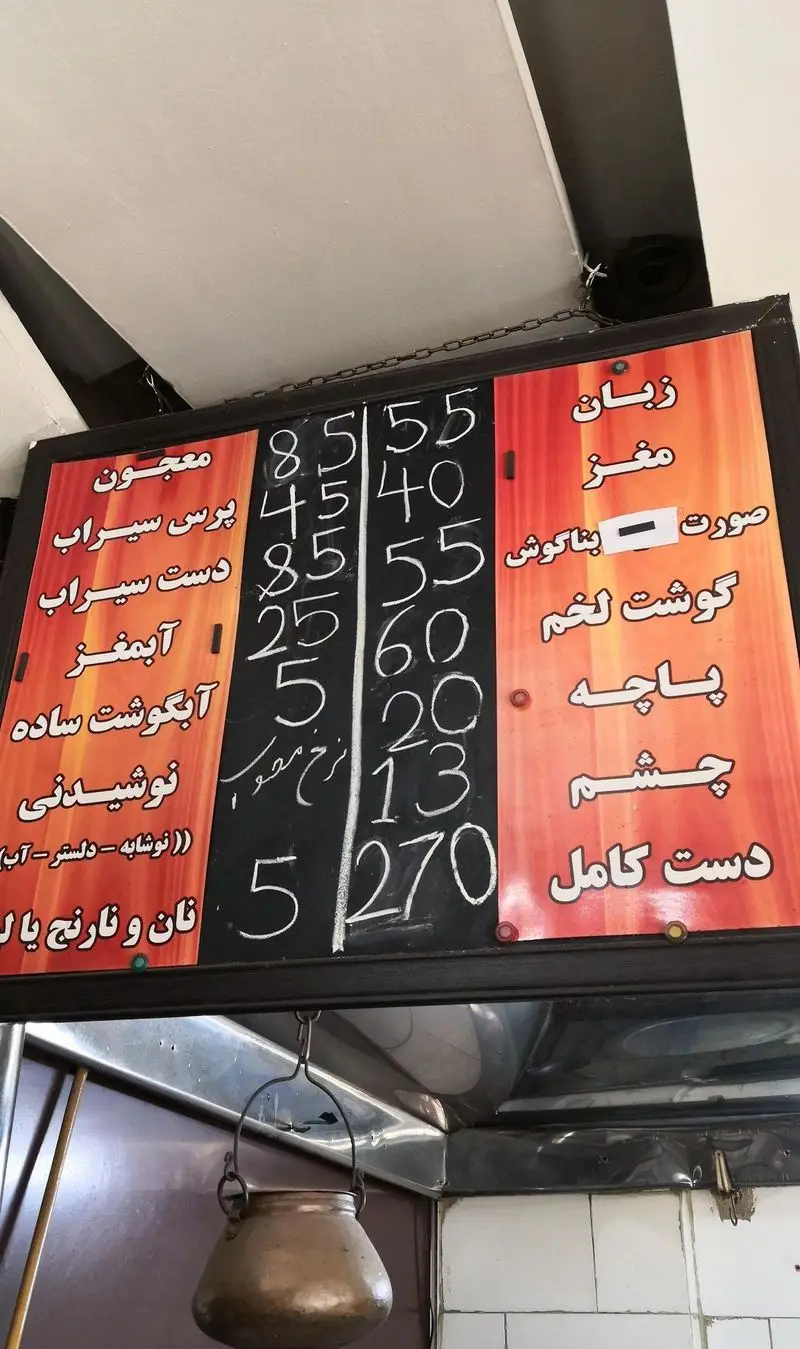 زبان 55
مغز 40
صورت - بناگوش 55
گوشت لخم 60
پاچه 20
چشم 13
دست کامل 270
معجون 85
پرس سیراب 45
دست سیراب 85
آبمغز 25
آبگوشت ساده 5
نوشیدنی نرخ مصوب
((نوشابه - دلستر - آب)
نان و نارنج یا 5